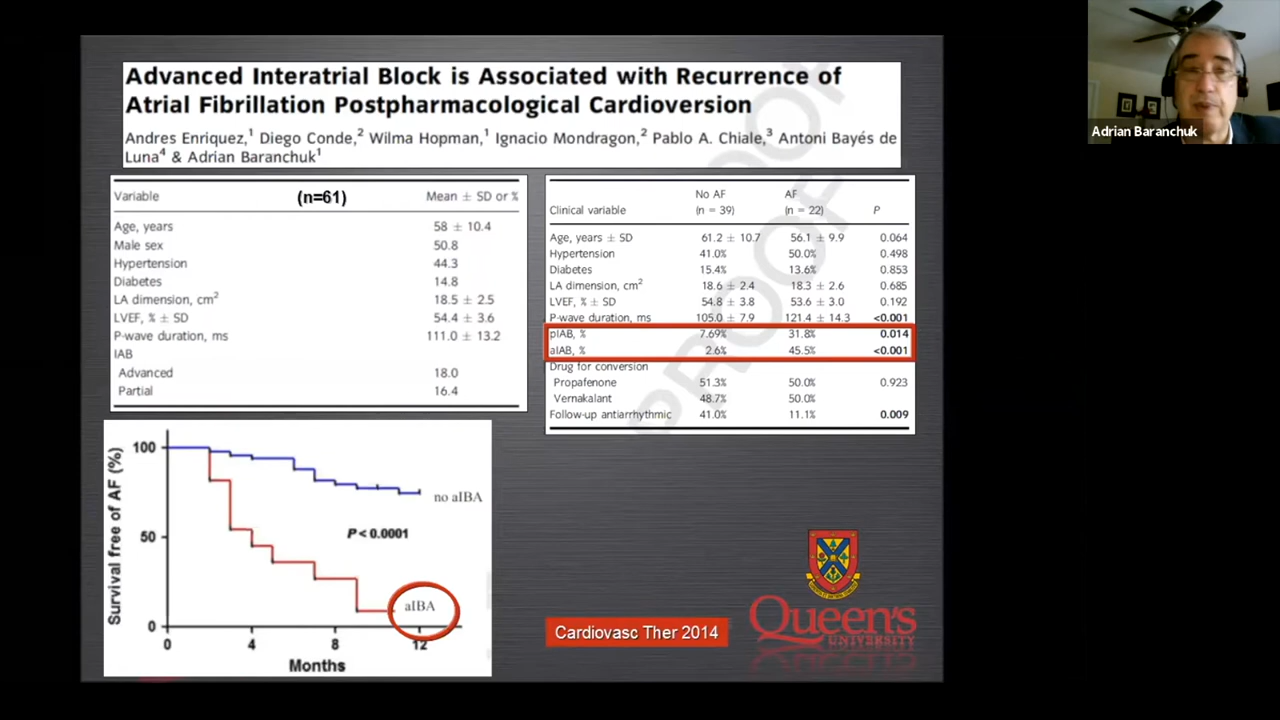 Advanced Interatrial Block is Associated with Recurrence of
Atrial Fibrillation Postpharmacological Cardioversion
Andres Enriquez,¹ Diego Conde,² Wilma Hopman,¹ Ignacio Mondragon,² Pablo A. Chiale,³ Antoni Bayés de
Luna⁴ & Adrian Baranchuk¹
Adrian Baranchuk
Variable (n=61) Mean ± SD or %
Age, years 58 ± 10.4
Male sex 50.8
Hypertension 44.3
Diabetes 14.8
LA dimension, cm² 18.5 ± 2.5
LVEF, % ± SD 54.4 ± 3.6
P-wave duration, ms 111.0 ± 13.2
IAB
Advanced 18.0
Partial 16.4
No AF AF
Clinical variable (n = 39) (n = 22) P
Age, years ± SD 61.2 ± 10.7 56.1 ± 9.9 0.064
Hypertension 41.0% 50.0% 0.498
Diabetes 15.4% 13.6% 0.853
LA dimension, cm² 18.6 ± 2.4 18.3 ± 2.6 0.685
LVEF, % ± SD 54.8 ± 3.8 53.6 ± 3.0 0.192
P-wave duration, ms 105.0 ± 7.9 121.4 ± 14.3 <0.001
pIAB, % 7.69% 31.8% 0.014
aIAB, % 2.6% 45.5% <0.001
Drug for conversion
Propafenone 51.3% 50.0% 0.923
Vernakalant 48.7% 50.0%
Follow-up antiarrhythmic 41.0% 11.1% 0.009
PROOF
Survival free of AF (%)
100
50
0
no aIBA
P < 0.0001
aIBA
0 4 8 12
Months
Cardiovasc Ther 2014
Queen's
UNIVERSITY